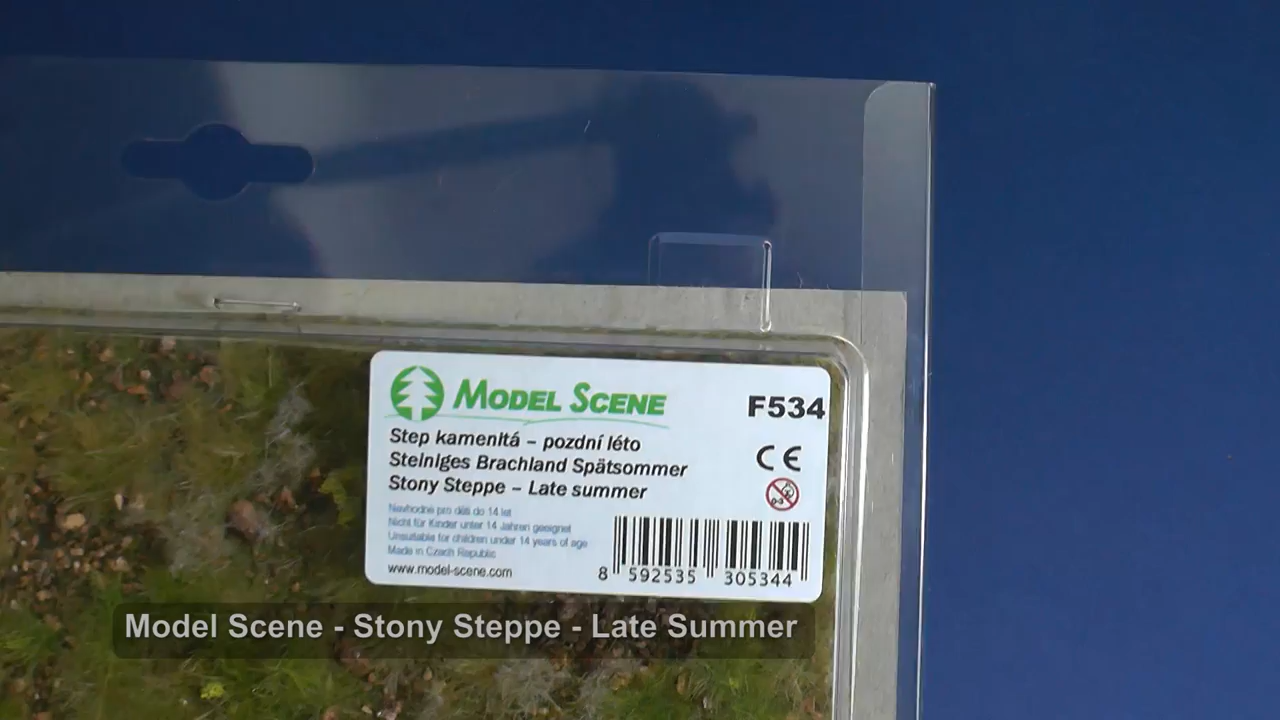 MODEL SCENE
F534
Step kamenitá – pozdní léto
Steiniges Brachland Spätsommer
Stony Steppe – Late summer
CE
Nevhodné pro děti do 14 let
Nicht für Kinder unter 14 Jahren geeignet
Unsuitable for children under 14 years of age
Made in Czech Republic
www.model-scene.com
8 592535 305344
Model Scene - Stony Steppe - Late Summer